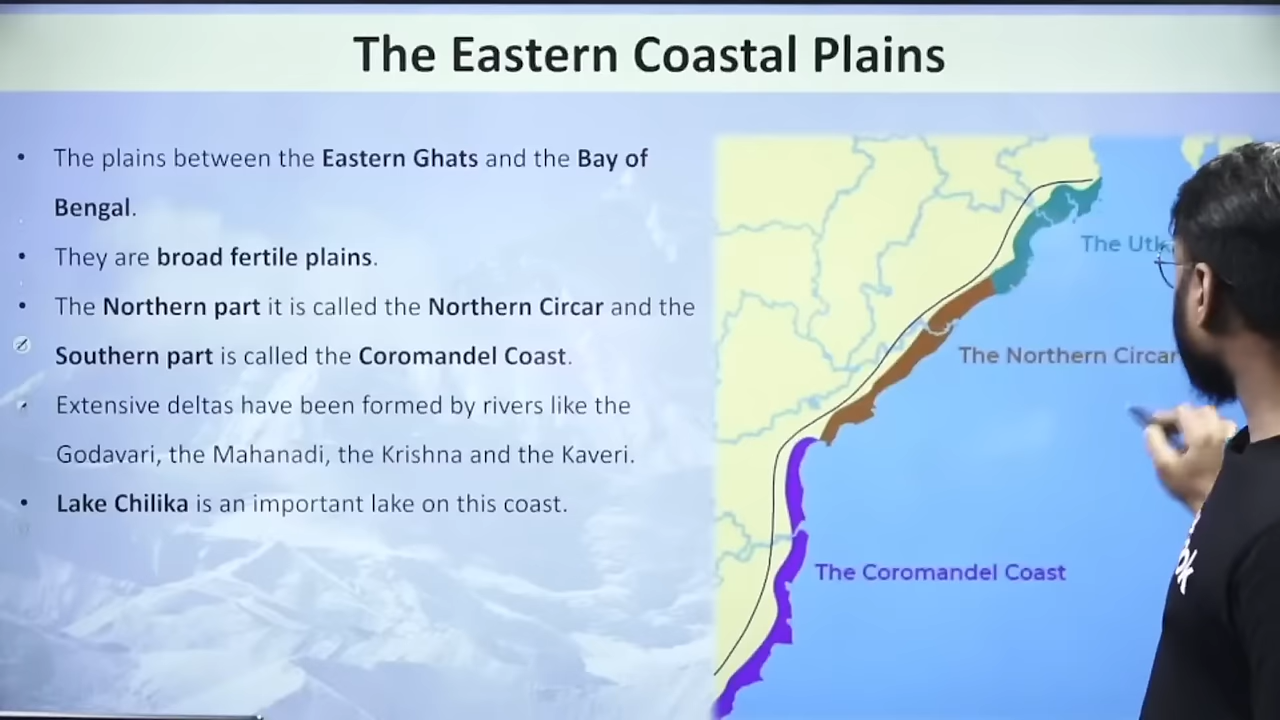 The Eastern Coastal Plains
• The plains between the Eastern Ghats and the Bay of
Bengal.
• They are broad fertile plains.
• The Northern part it is called the Northern Circar and the
Southern part is called the Coromandel Coast.
Extensive deltas have been formed by rivers like the
Godavari, the Mahanadi, the Krishna and the Kaveri.
• Lake Chilika is an important lake on this coast.
The
The Northern Circar
The Coromandel Coast